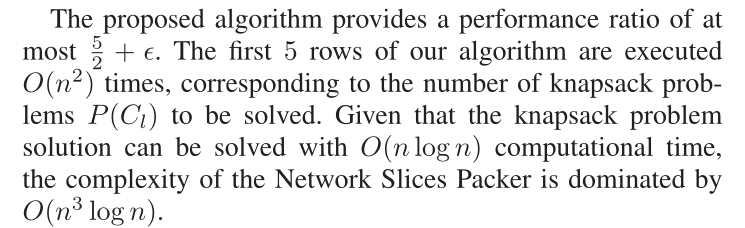 The proposed algorithm provides a performance ratio of at
most 5/2 + ϵ. The first 5 rows of our algorithm are executed
O(n²) times, corresponding to the number of knapsack prob-
lems P(Cₗ) to be solved. Given that the knapsack problem
solution can be solved with O(n log n) computational time,
the complexity of the Network Slices Packer is dominated by
O(n³ log n).